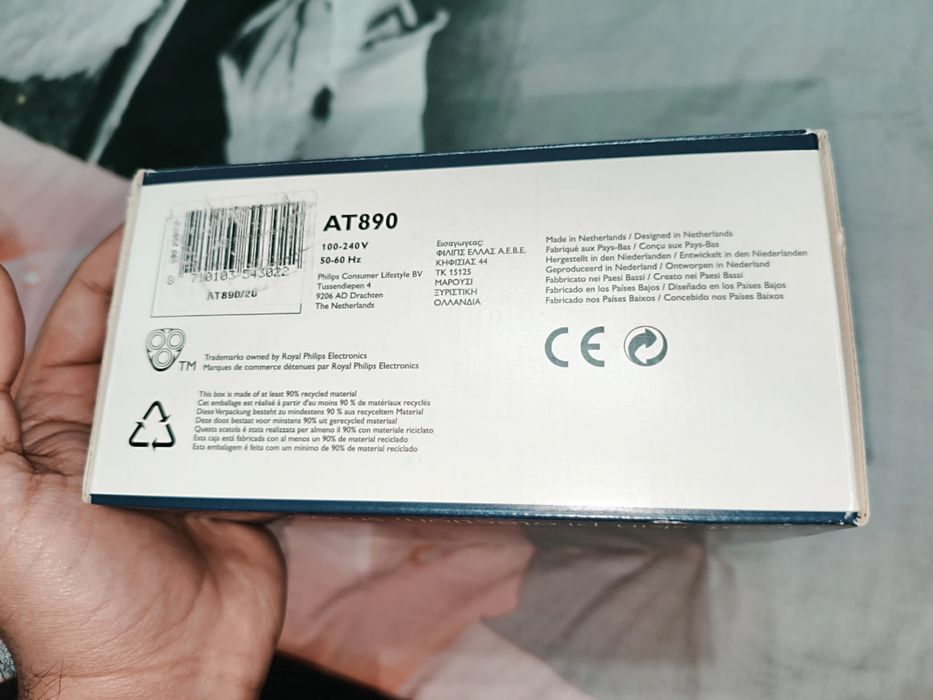 AT890
100-240V
50-60 Hz
Philips Consumer Lifestyle BV
Tussendiepen 4
9206 AD Drachten
The Netherlands
710103 543022
AT890/20
Εισαγωγεας:
ΦΙΛΙΠΣ ΕΛΛΑΣ Α.Ε.Β.Ε.
ΚΗΦΙΣΙΑΣ 44
ΤΚ 15125
ΜΑΡΟΥΣΙ
ΞΥΡΙΣΤΙΚΗ
ΟΛΛΑΝΔΙΑ
Made in Netherlands / Designed in Netherlands
Fabriqué aux Pays-Bas / Conçu aux Pays-Bas
Hergestellt in den Niederlanden / Entwickelt in den Niederlanden
Geproduceerd in Nederland / Ontworpen in Nederland
Fabbricato nei Paesi Bassi / Creato nei Paesi Bassi
Fabricado en los Países Bajos / Diseñado en los Países Bajos
Fabricado nos Países Baixos / Concebido nos Países Baixos
CE
TM
Trademarks owned by Royal Philips Electronics
Marques de commerce détenues par Royal Philips Electronics
This box is made of at least 90% recycled material
Cet emballage est réalisé à partir d'au moins 90 % de matériaux recyclés
Diese Verpackung besteht zu mindestens 90 % aus recyceltem Material
Deze doos bestaat voor minstens 90% uit gerecycled materiaal
Questa scatola è stata realizzata per almeno il 90% con materiale riciclato
Esta caja está fabricada con al menos un 90% de material reciclado
Esta embalagem é feita com um mínimo de 90% de material reciclado